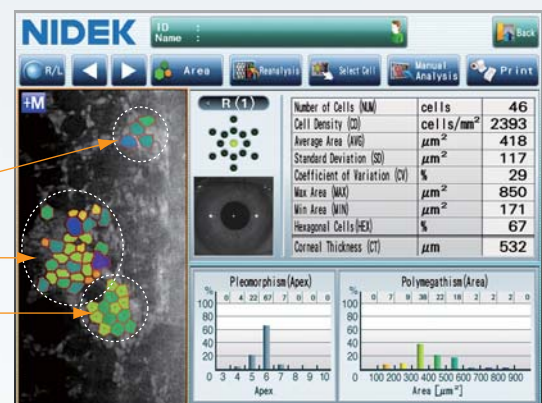 NIDEK
ID :
Name :
Back
R/L
Area
Reanalysis
Select Cell
Manual Analysis
Print
+M
R (1)
Number of Cells (NUM) cells 46
Cell Density (CD) cells/mm² 2393
Average Area (AVG) μm² 418
Standard Deviation (SD) μm² 117
Coefficient of Variation (CV) % 29
Max Area (MAX) μm² 850
Min Area (MIN) μm² 171
Hexagonal Cells(HEX) % 67
Corneal Thickness (CT) μm 532
Pleomorphism(Apex)
%
0 4 22 67 7 0 0 0
100
80
60
40
20
0 3 4 5 6 7 8 9 10
Apex
Polymegathism(Area)
%
0 7 9 38 22 18 2 2 2 0
100
80
60
40
20
0 100 200 300 400 500 600 700 800 900
Area [μm²]